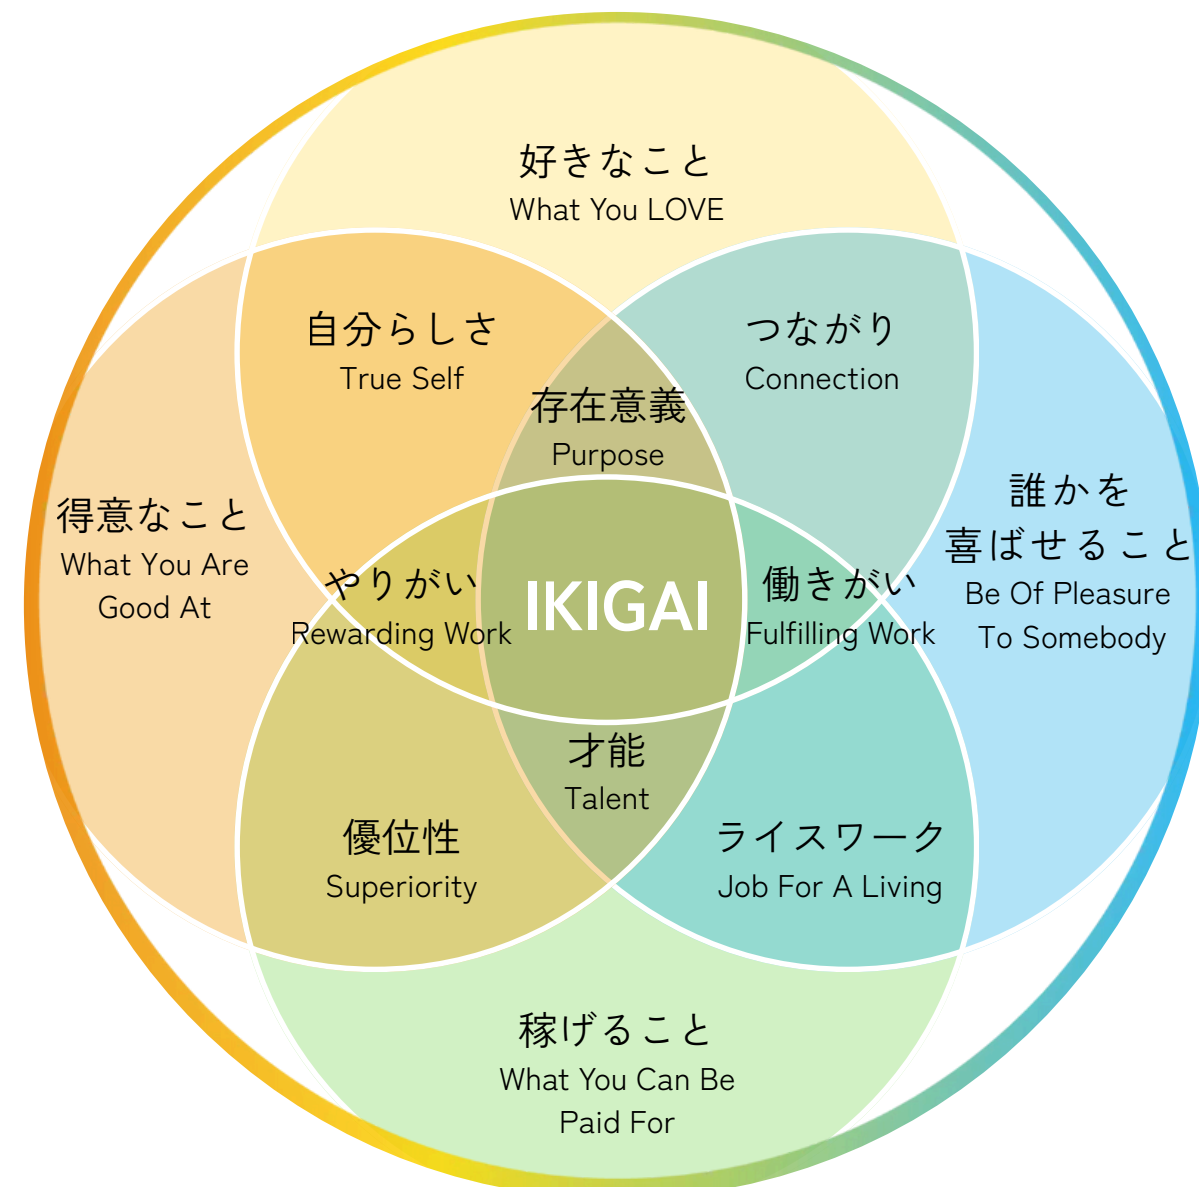 好きなこと
What You LOVE
自分らしさ
True Self
つながり
Connection
存在意義
Purpose
得意なこと
What You Are
Good At
誰かを
喜ばせること
Be Of Pleasure
To Somebody
やりがい
Rewarding Work
IKIGAI
働きがい
Fulfilling Work
才能
Talent
優位性
Superiority
ライスワーク
Job For A Living
稼げること
What You Can Be
Paid For